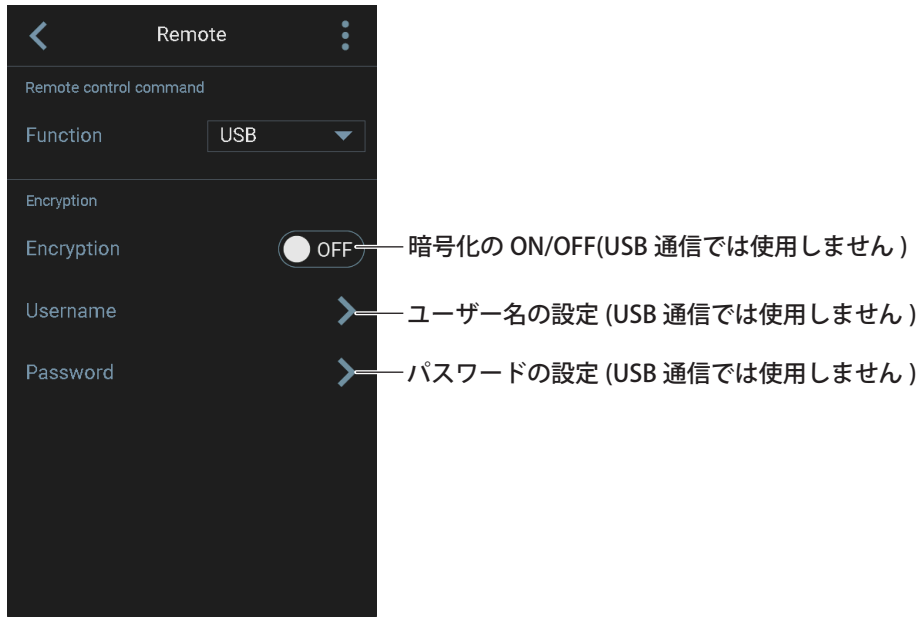 Remote
Remote control command
Function USB
Encryption
Encryption OFF 暗号化の ON/OFF(USB 通信では使用しません )
Username ユーザー名の設定 (USB 通信では使用しません )
Password パスワードの設定 (USB 通信では使用しません )